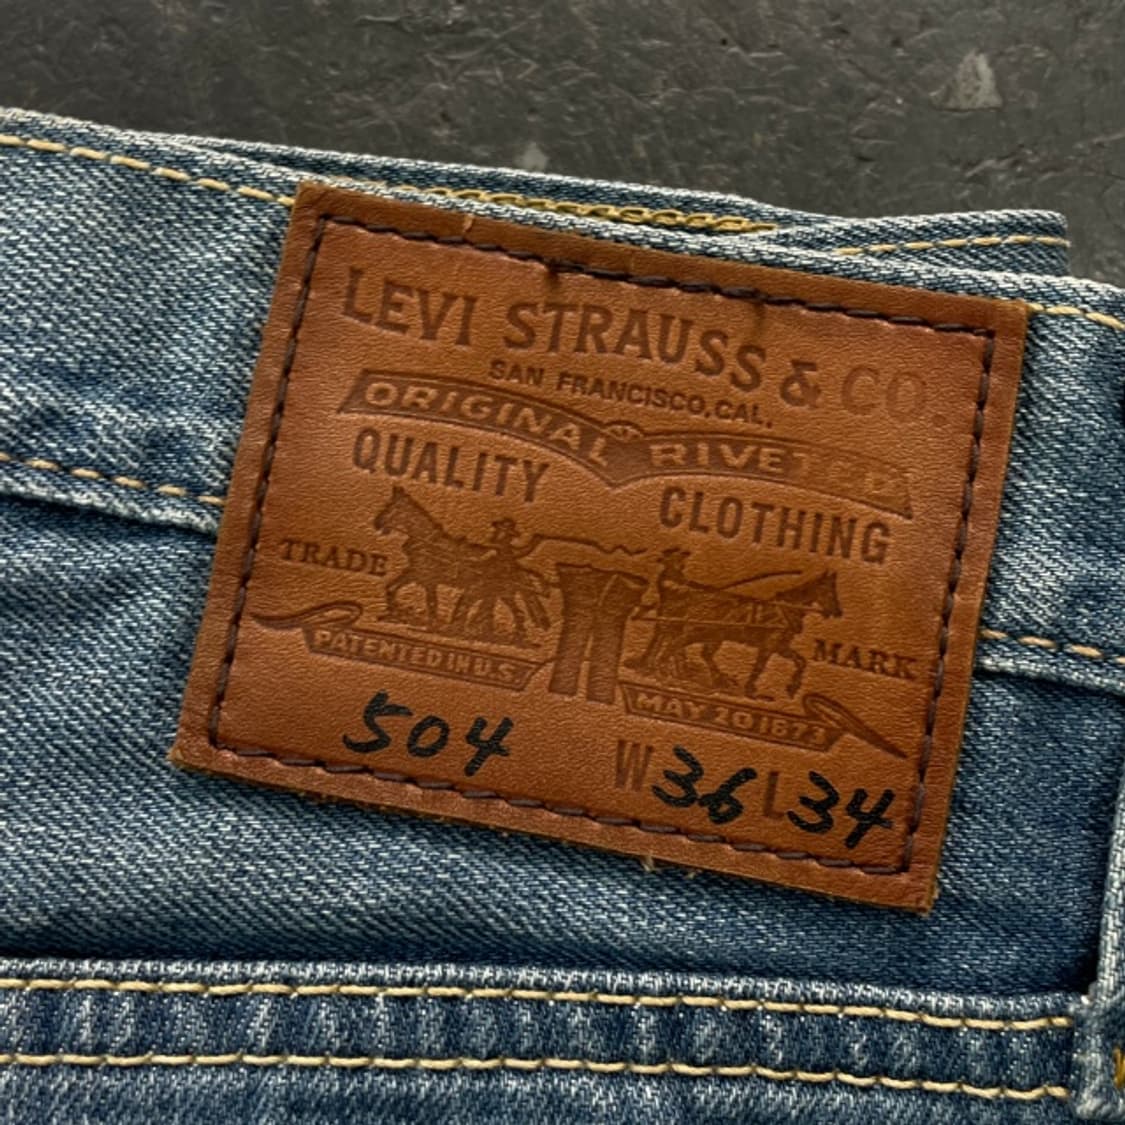 LEVI STRAUSS & CO.
SAN FRANCISCO, CAL.
ORIGINAL RIVETED
QUALITY CLOTHING
TRADE MARK
PATENTED IN U.S
MAY 20 1873
504 W36 L34